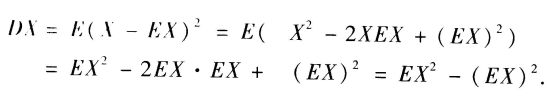 DX = E(X - EX)² = E( X² - 2XEX + (EX)²)
= EX² - 2EX · EX + (EX)² = EX² - (EX)².